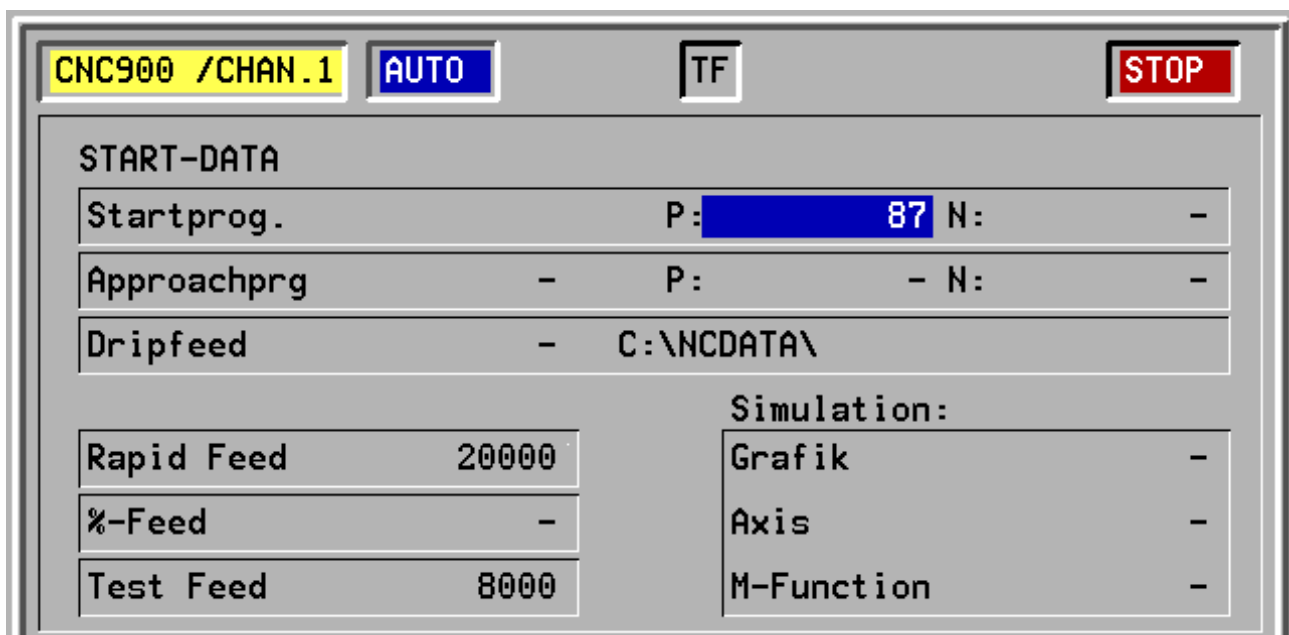 CNC900 /CHAN.1 AUTO TF STOP
START-DATA
Startprog. P: 87 N: -
Approachprg - P: - N: -
Dripfeed - C:\NCDATA\
Simulation:
Rapid Feed 20000 Grafik -
%-Feed - Axis -
Test Feed 8000 M-Function -